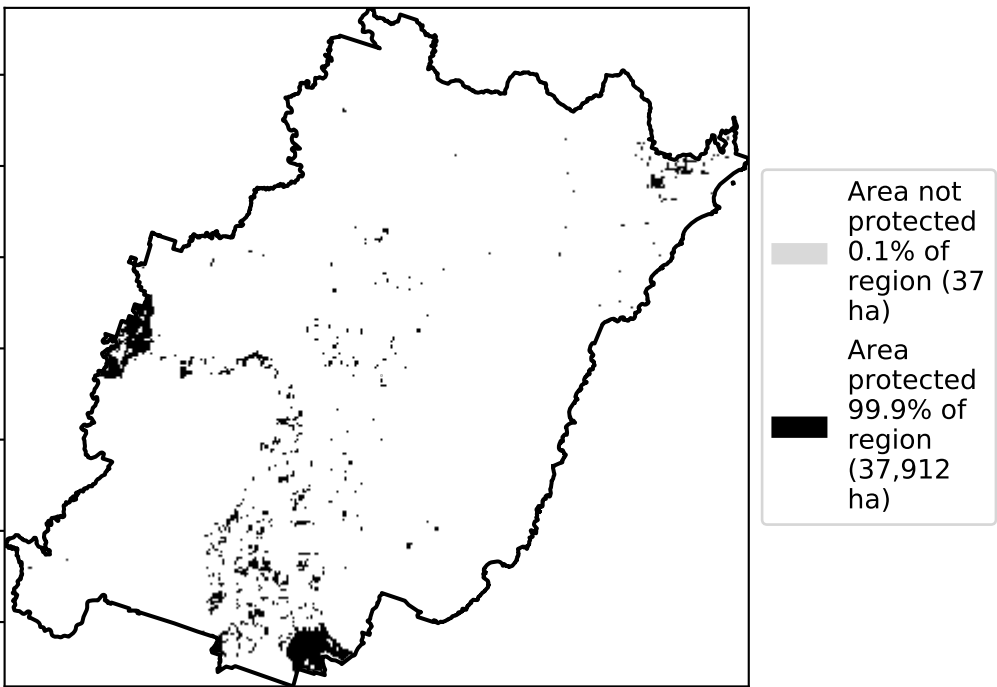 Area not
protected
0.1% of
region (37
ha)
Area
protected
99.9% of
region
(37,912
ha)